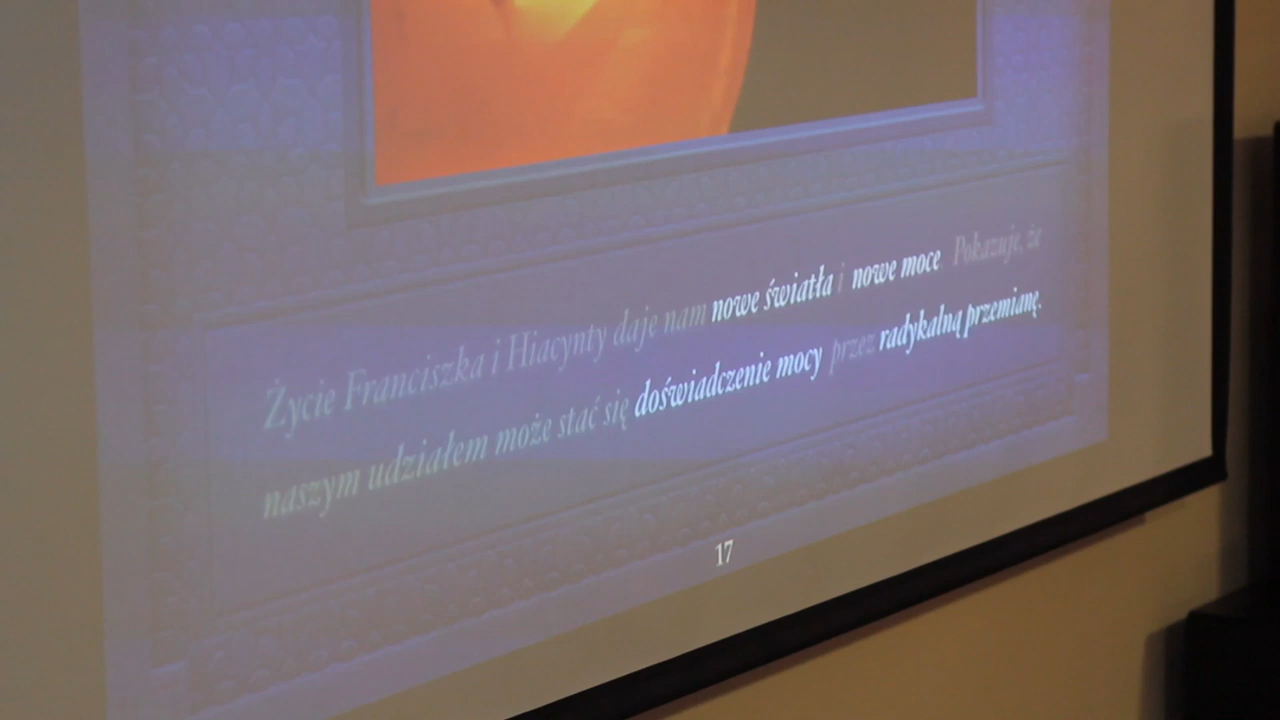 Życie Franciszka i Hiacynty daje nam nowe światła i nowe moce. Pokazuje, że
naszym udziałem może stać się doświadczenie mocy przez radykalną przemianę.
17